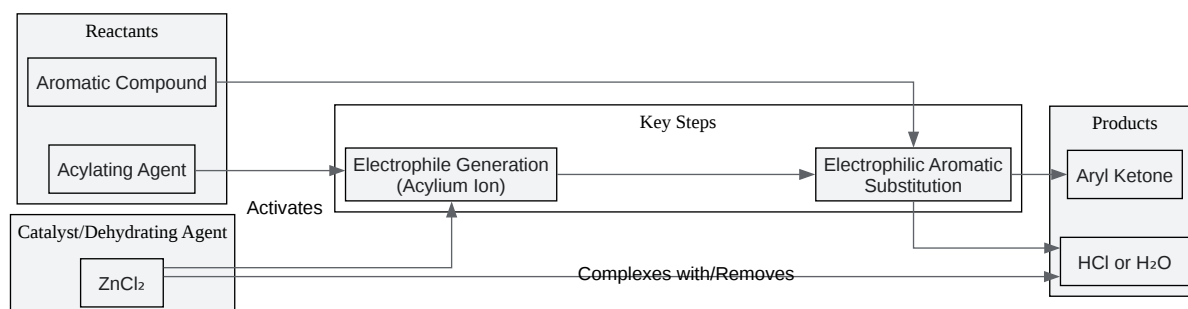 Reactants
Aromatic Compound
Acylating Agent
Activates
Catalyst/Dehydrating Agent
ZnCl₂
Key Steps
Electrophile Generation
(Acylium Ion)
Electrophilic Aromatic
Substitution
Complexes with/Removes
Products
Aryl Ketone
HCl or H₂O